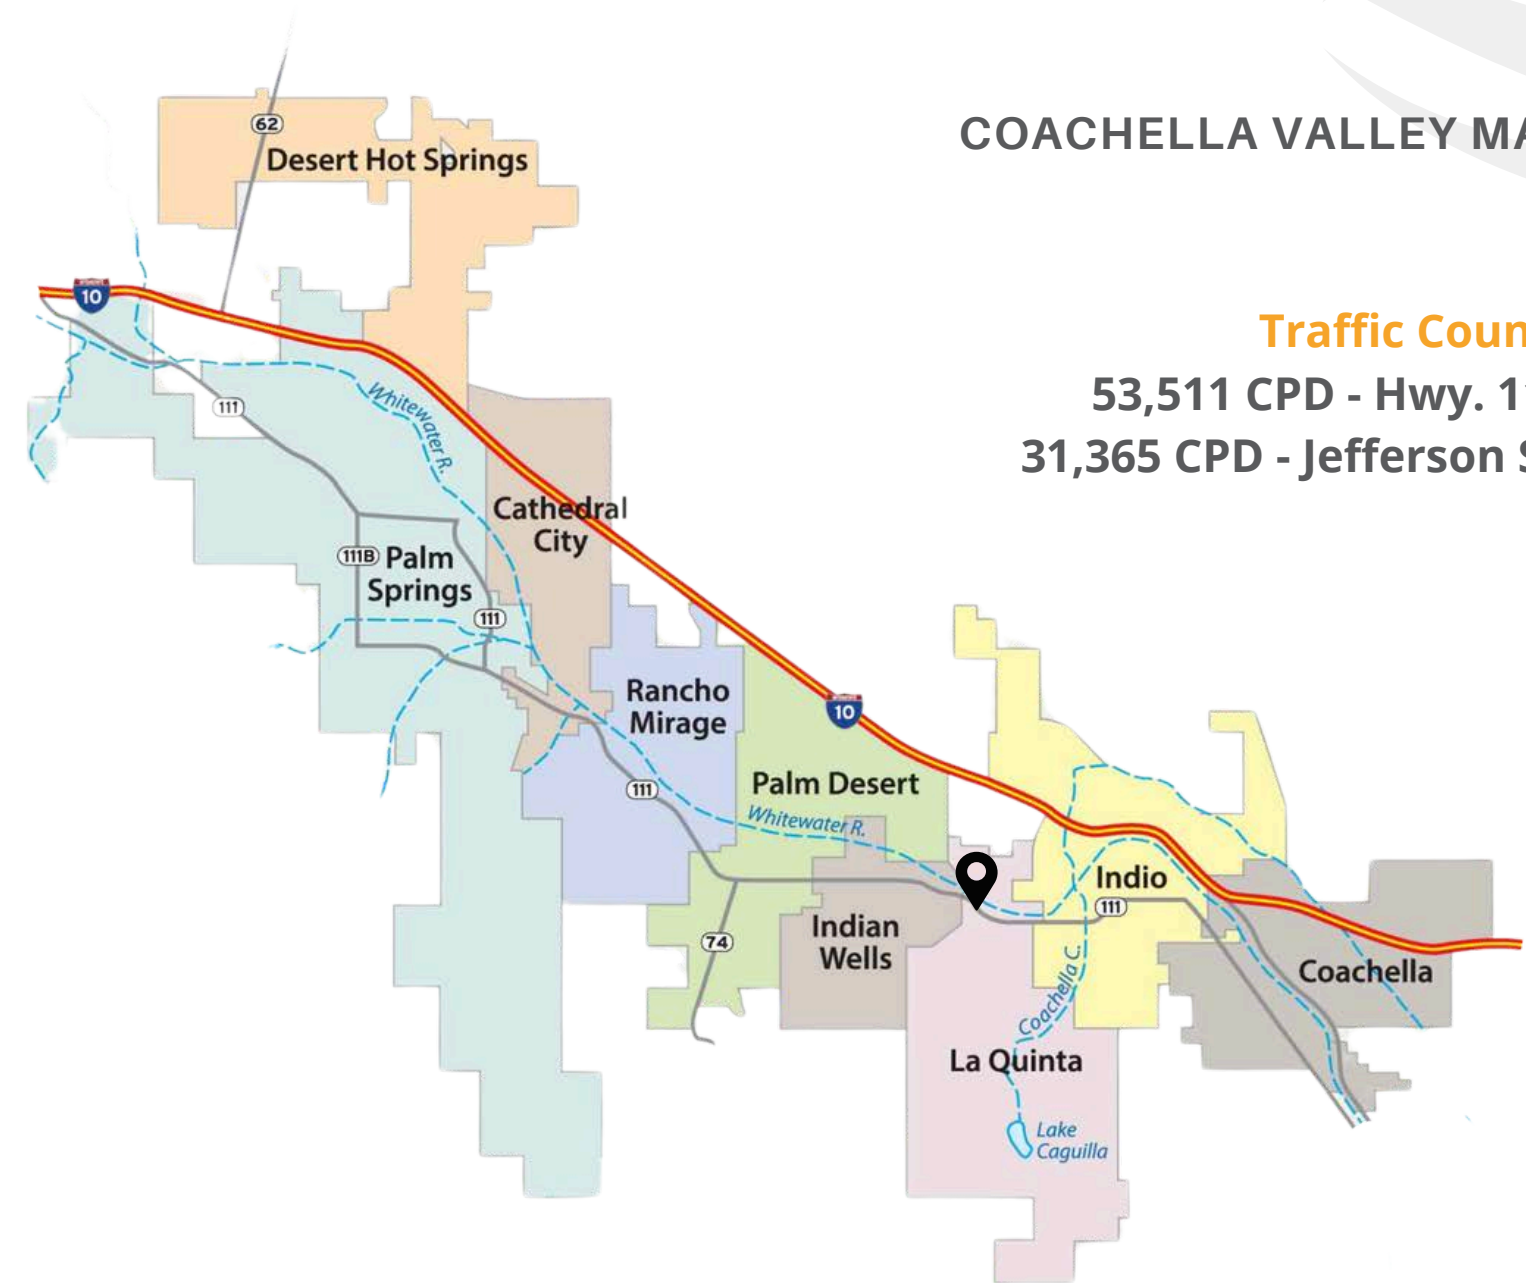 COACHELLA VALLEY MA
Traffic Coun
53,511 CPD - Hwy. 11
31,365 CPD - Jefferson S
62
Desert Hot Springs
10
111
Whitewater R.
Cathedral
City
111B
Palm
Springs
111
Rancho
Mirage
10
111
Palm Desert
Whitewater R.
Indio
111
Indian
Wells
74
Coachella
Coachella C.
La Quinta
Lake
Caguilla